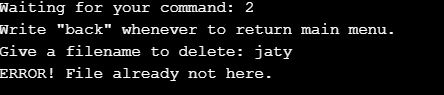 Waiting for your command: 2
Write "back" whenever to return main menu.
Give a filename to delete: jaty
ERROR! File already not here.